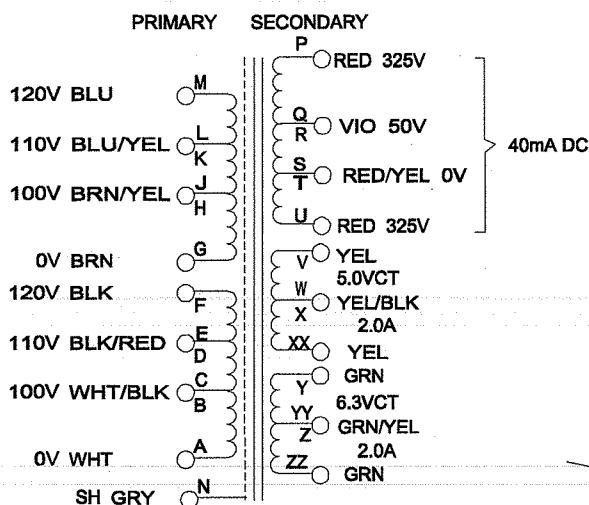 PRIMARY SECONDARY
P
RED 325V
120V BLU M
Q
VIO 50V
R
110V BLU/YEL L
K
40mA DC
S
RED/YEL 0V
T
100V BRN/YEL J
H
U
RED 325V
0V BRN G
V YEL
5.0VCT
120V BLK
F
W
YEL/BLK
X
2.0A
110V BLK/RED E
D
XX
YEL
GRN
Y
6.3VCT
100V WHT/BLK C
B
YY
GRN/YEL
Z
2.0A
0V WHT A
ZZ
GRN
SH GRY N